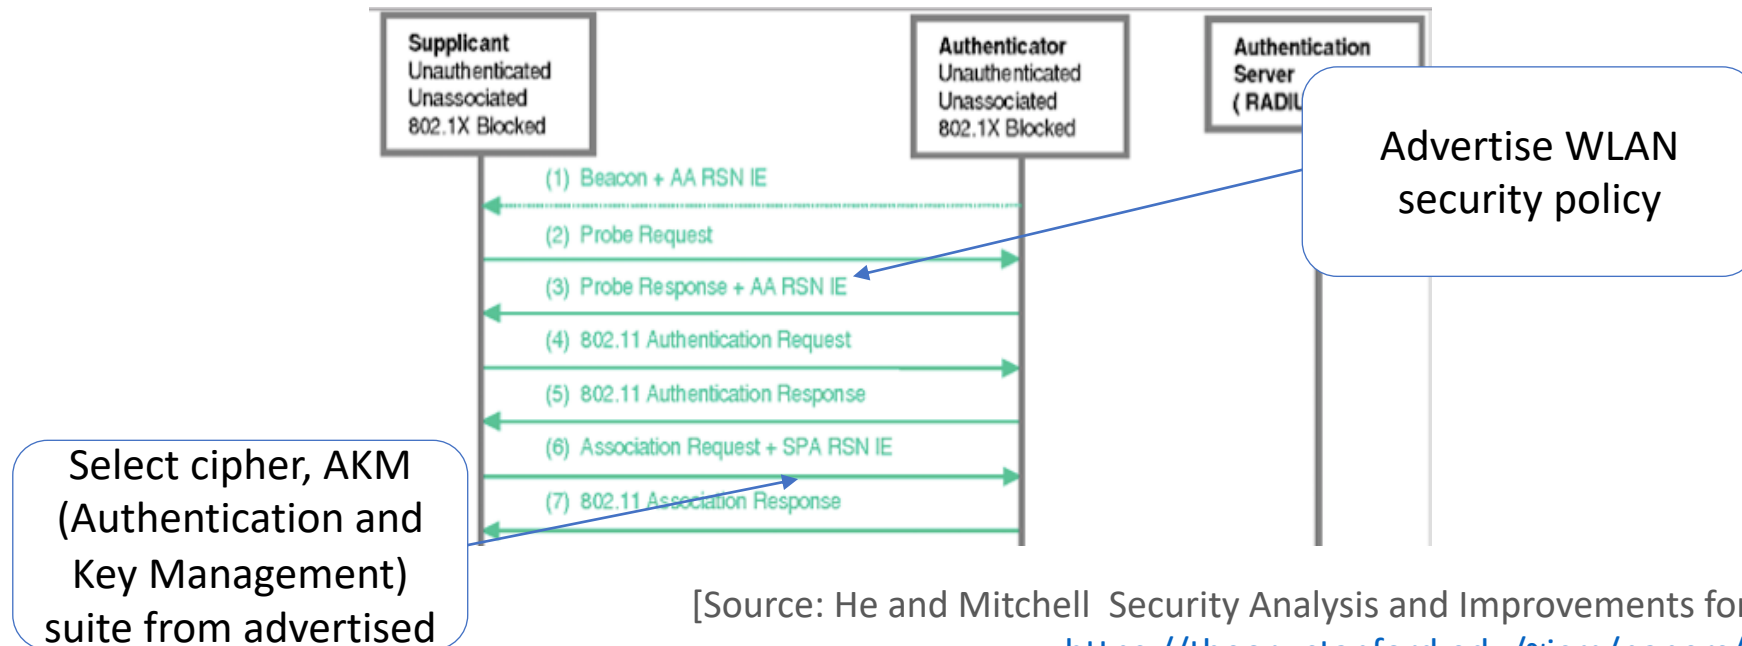 Supplicant
Unauthenticated
Unassociated
802.1X Blocked
Authenticator
Unauthenticated
Unassociated
802.1X Blocked
Authentication
Server
( RADIU
Advertise WLAN
security policy
(1) Beacon + AA RSN IE
(2) Probe Request
(3) Probe Response + AA RSN IE
(4) 802.11 Authentication Request
(5) 802.11 Authentication Response
(6) Association Request + SPA RSN IE
(7) 802.11 Association Response
Select cipher, AKM
(Authentication and
Key Management)
suite from advertised
[Source: He and Mitchell Security Analysis and Improvements for